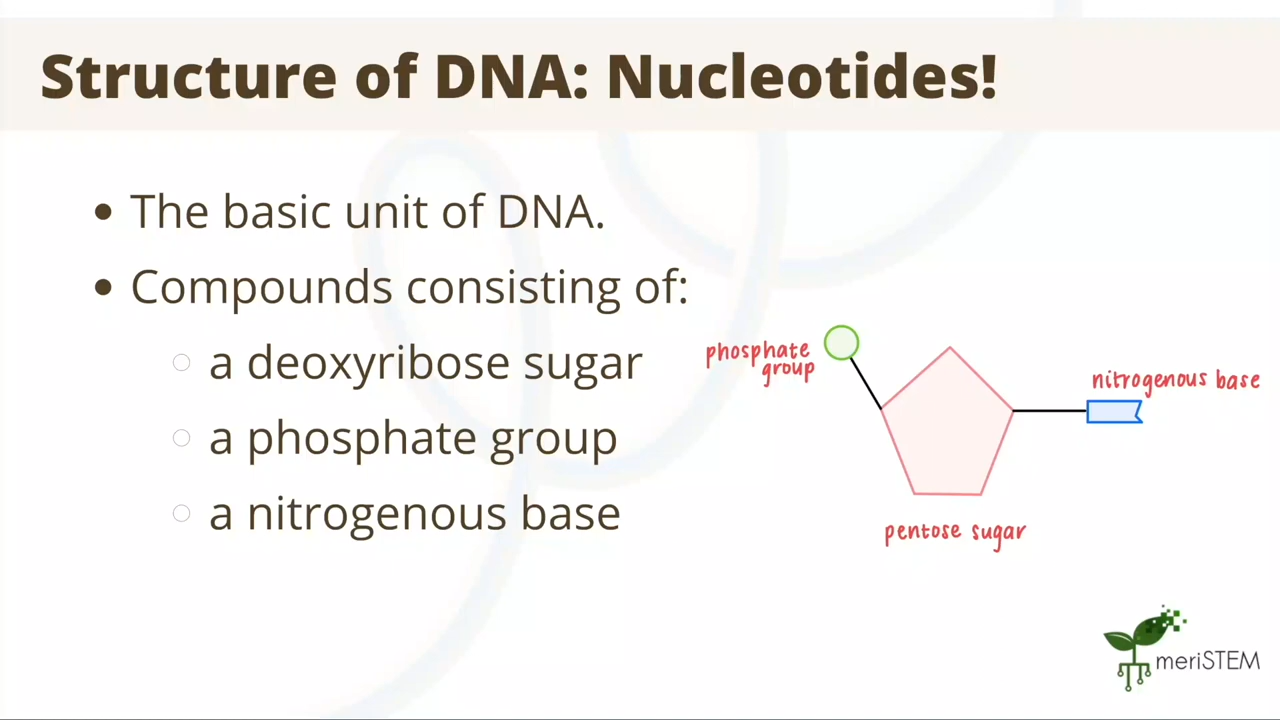 Structure of DNA: Nucleotides!
• The basic unit of DNA.
• Compounds consisting of:
○ a deoxyribose sugar
○ a phosphate group
○ a nitrogenous base
phosphate
group
nitrogenous base
pentose sugar
meriSTEM